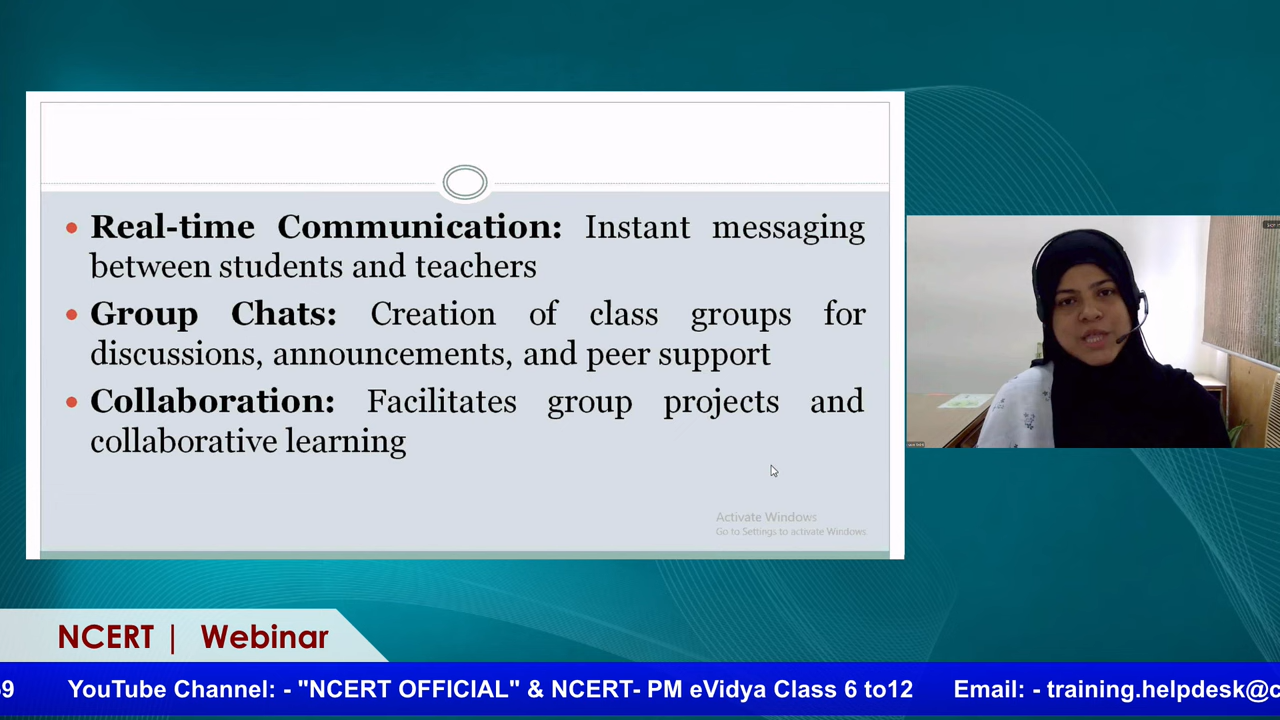 Real-time Communication: Instant messaging
between students and teachers
Group Chats: Creation of class groups for
discussions, announcements, and peer support
Collaboration: Facilitates group projects and
collaborative learning
Activate Windows
Go to Settings to activate Windows
NCERT | Webinar
9 YouTube Channel: - "NCERT OFFICIAL" & NCERT- PM eVidya Class 6 to12 Email: - training.helpdesk@c